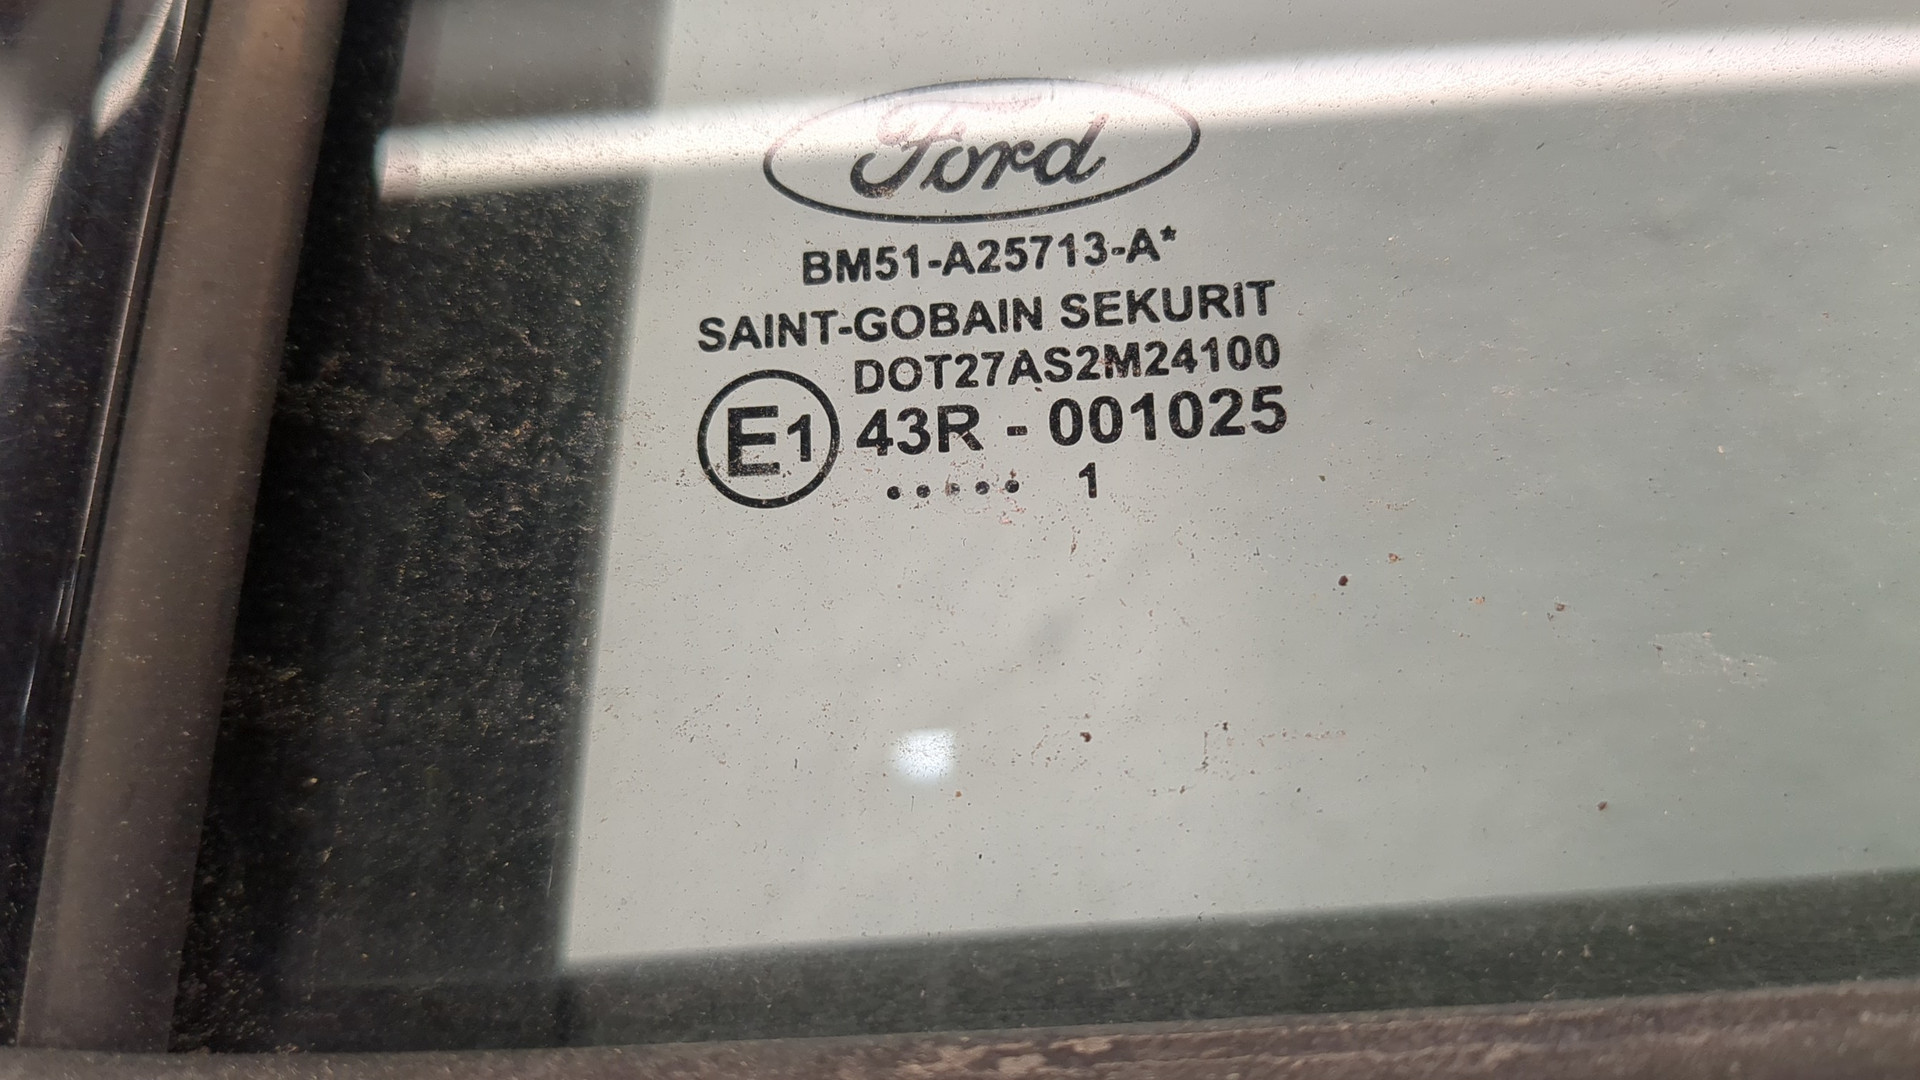 Ford
BM51-A25713-A*
SAINT-GOBAIN SEKURIT
DOT27AS2M24100
E1 43R - 001025
..... 1